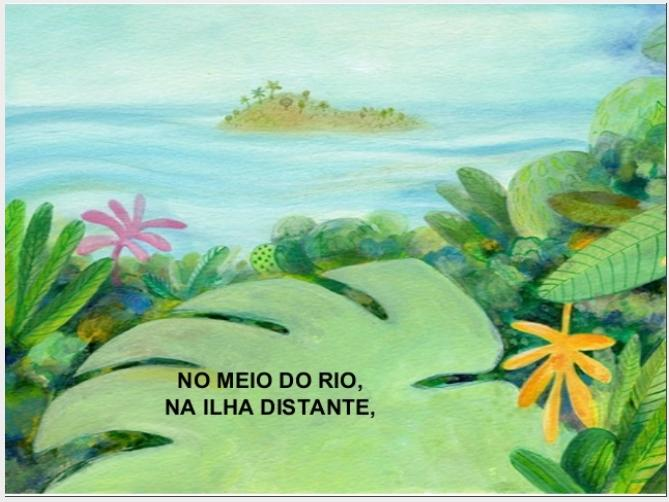 NO MEIO DO RIO,
NA ILHA DISTANTE,